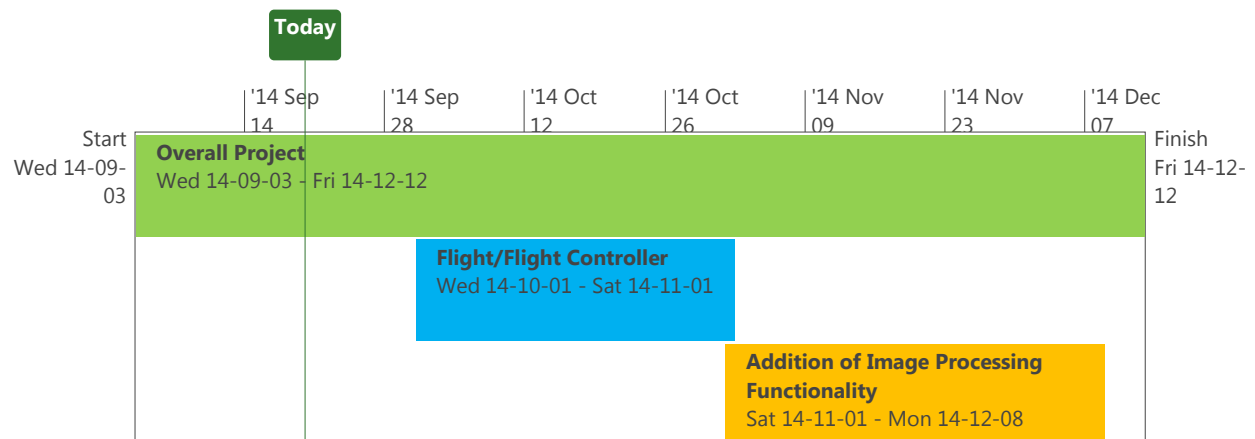 Today
'14 Sep
14
'14 Sep
28
'14 Oct
12
'14 Oct
26
'14 Nov
09
'14 Nov
23
'14 Dec
07
Start
Wed 14-09-
03
Finish
Fri 14-12-
12
Overall Project
Wed 14-09-03 - Fri 14-12-12
Flight/Flight Controller
Wed 14-10-01 - Sat 14-11-01
Addition of Image Processing
Functionality
Sat 14-11-01 - Mon 14-12-08